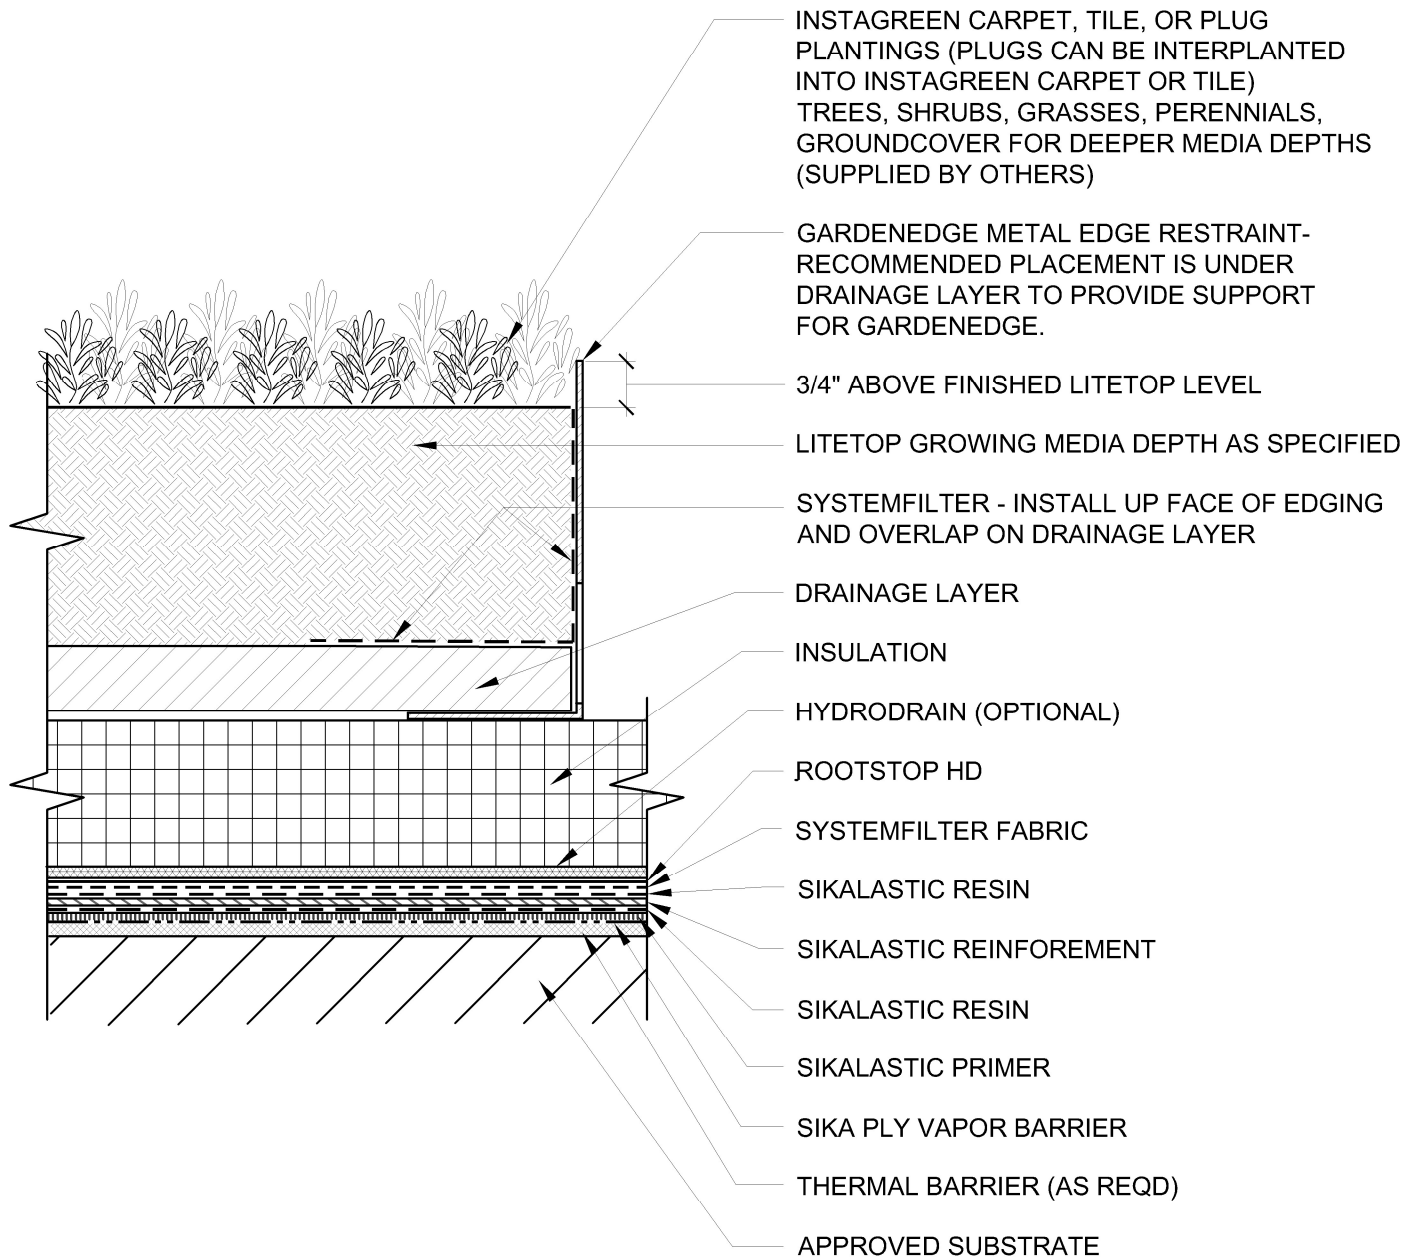 INSTAGREEN CARPET, TILE, OR PLUG
PLANTINGS (PLUGS CAN BE INTERPLANTED
INTO INSTAGREEN CARPET OR TILE)
TREES, SHRUBS, GRASSES, PERENNIALS,
GROUNDCOVER FOR DEEPER MEDIA DEPTHS
(SUPPLIED BY OTHERS)
GARDENEDGE METAL EDGE RESTRAINT-
RECOMMENDED PLACEMENT IS UNDER
DRAINAGE LAYER TO PROVIDE SUPPORT
FOR GARDENEDGE.
3/4" ABOVE FINISHED LITETOP LEVEL
LITETOP GROWING MEDIA DEPTH AS SPECIFIED
SYSTEMFILTER - INSTALL UP FACE OF EDGING
AND OVERLAP ON DRAINAGE LAYER
DRAINAGE LAYER
INSULATION
HYDRODRAIN (OPTIONAL)
ROOTSTOP HD
SYSTEMFILTER FABRIC
SIKALASTIC RESIN
SIKALASTIC REINFOREMENT
SIKALASTIC RESIN
SIKALASTIC PRIMER
SIKA PLY VAPOR BARRIER
THERMAL BARRIER (AS REQD)
APPROVED SUBSTRATE